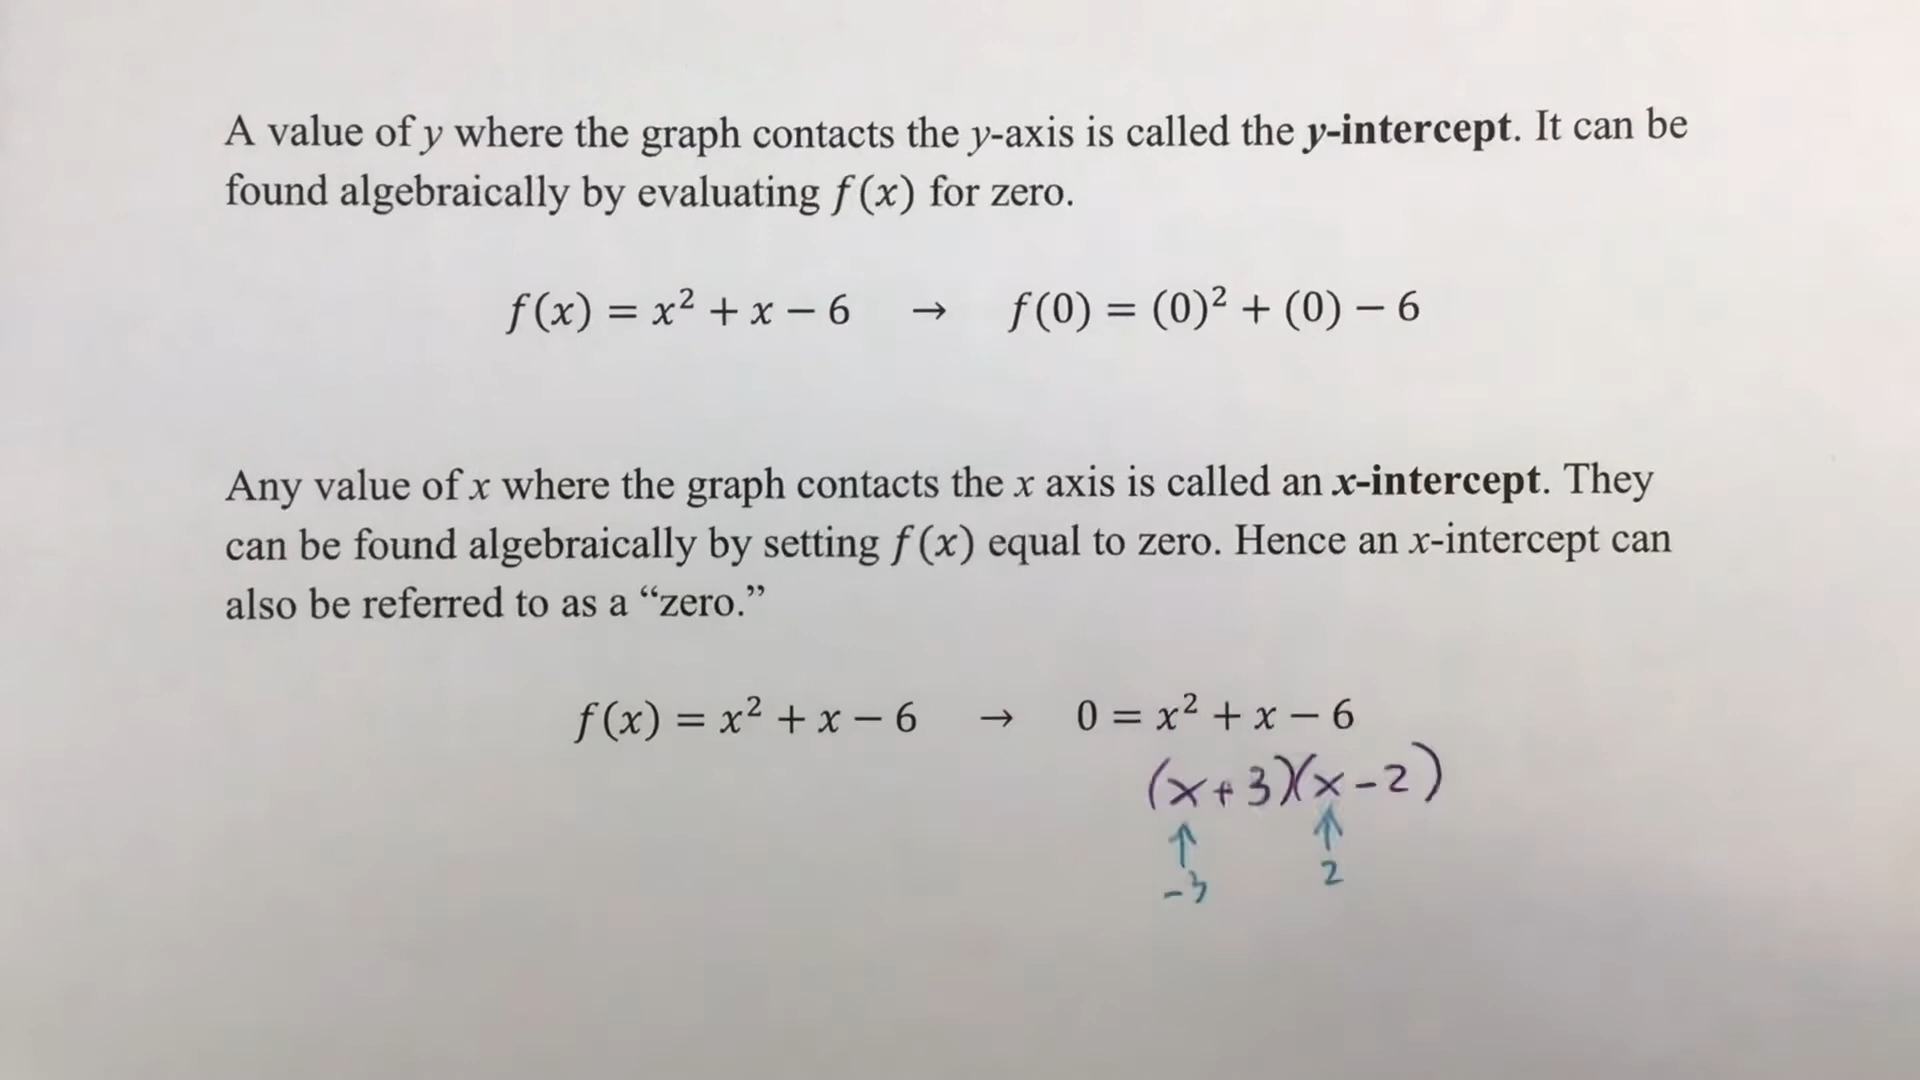 A value of y where the graph contacts the y-axis is called the y-intercept. It can be
found algebraically by evaluating f(x) for zero.
f(x) = x² + x − 6 → f(0) = (0)² + (0) − 6
Any value of x where the graph contacts the x axis is called an x-intercept. They
can be found algebraically by setting f(x) equal to zero. Hence an x-intercept can
also be referred to as a “zero.”
f(x) = x² + x − 6 → 0 = x² + x − 6
(x+3)(x-2)
↑ ↑
-3 2